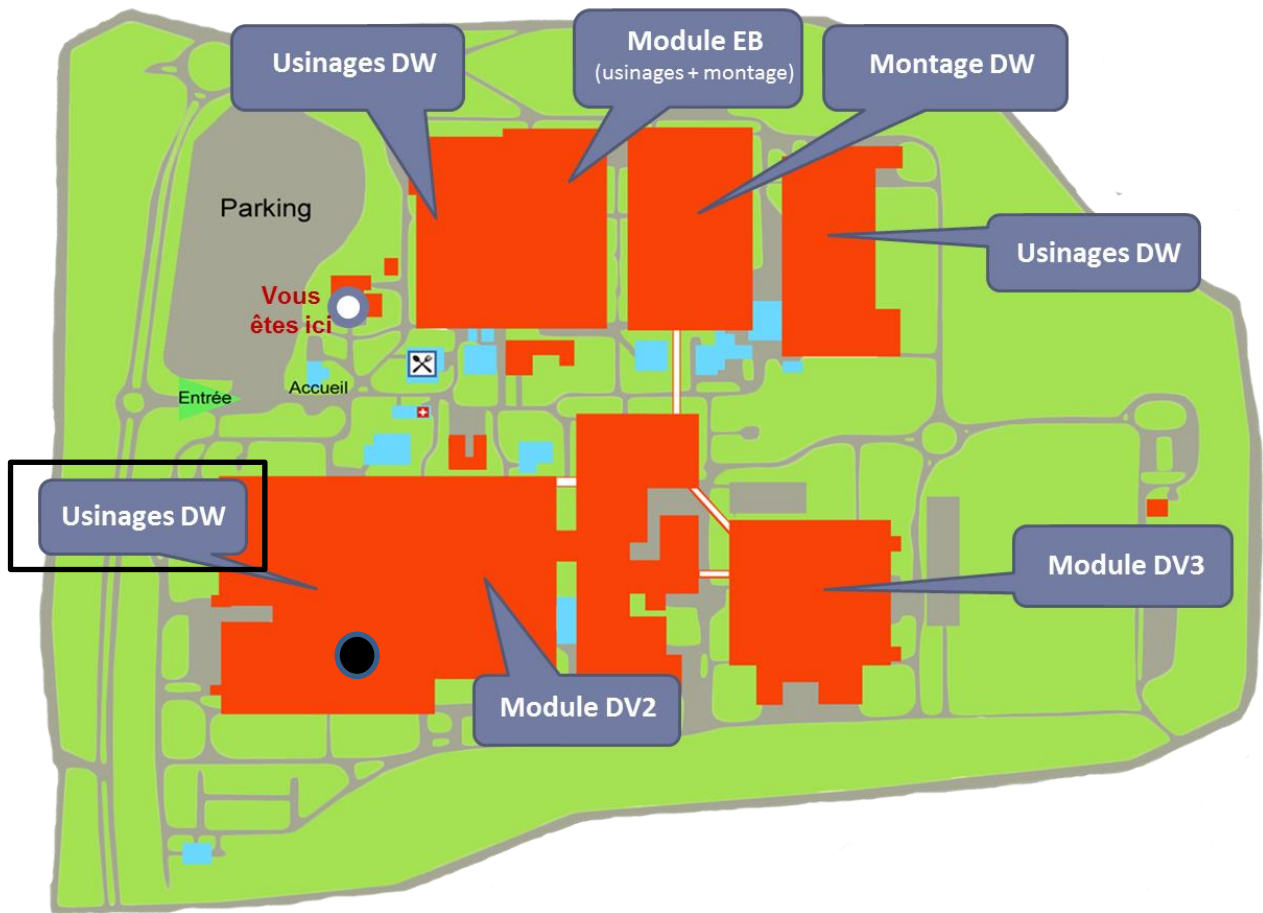 Usinages DW
Module EB
(usinages + montage)
Montage DW
Parking
Usinages DW
Vous
êtes ici
Accueil
Entrée
Usinages DW
Module DV3
Module DV2